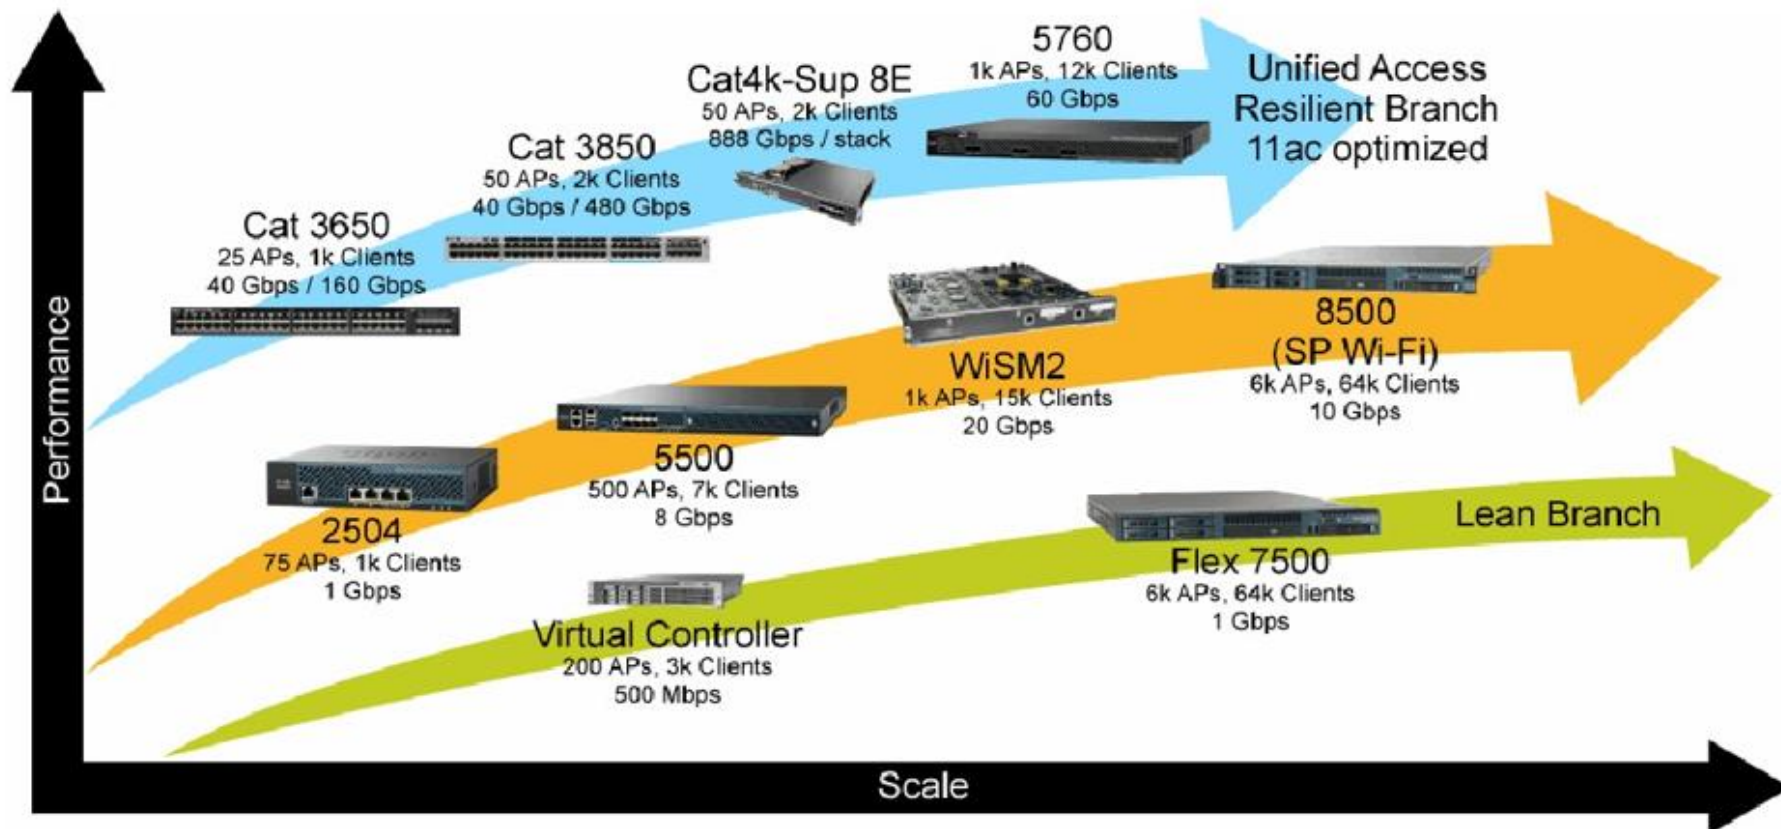 5760
1k APs, 12k Clients
60 Gbps
Unified Access
Resilient Branch
11ac optimized
Cat4k-Sup 8E
50 APs, 2k Clients
888 Gbps / stack
Cat 3850
50 APs, 2k Clients
40 Gbps / 480 Gbps
Cat 3650
25 APs, 1k Clients
40 Gbps / 160 Gbps
8500
(SP Wi-Fi)
6k APs, 64k Clients
10 Gbps
WiSM2
1k APs, 15k Clients
20 Gbps
5500
500 APs, 7k Clients
8 Gbps
2504
75 APs, 1k Clients
1 Gbps
Lean Branch
Flex 7500
6k APs, 64k Clients
1 Gbps
Virtual Controller
200 APs, 3k Clients
500 Mbps
Performance
Scale